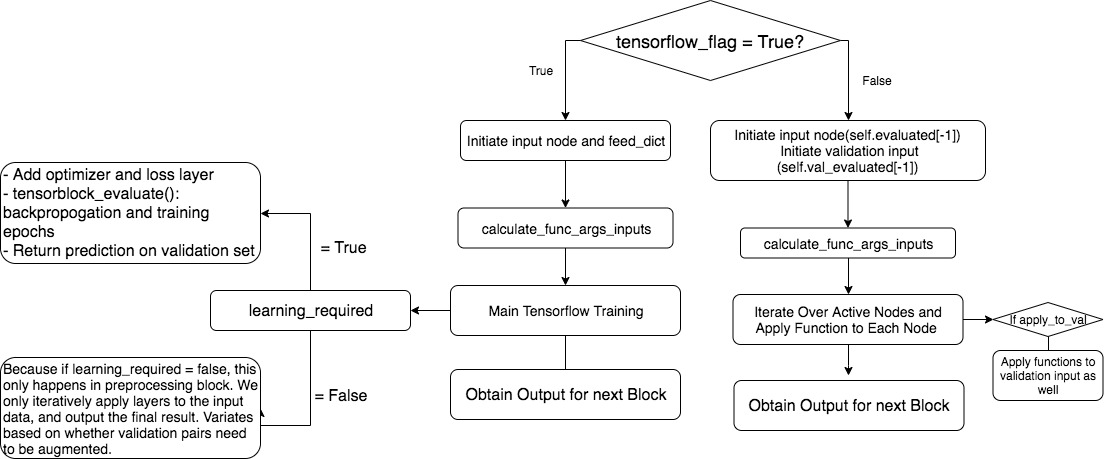 tensorflow_flag = True?
True
False
Initiate input node and feed_dict
Initiate input node(self.evaluated[-1])
Initiate validation input
(self.val_evaluated[-1])
- Add optimizer and loss layer
- tensorblock_evaluate():
backpropogation and training
epochs
- Return prediction on validation set
= True
calculate_func_args_inputs
calculate_func_args_inputs
learning_required
Main Tensorflow Training
Iterate Over Active Nodes and
Apply Function to Each Node
If apply_to_val
Because if learning_required = false, this
only happens in preprocessing block. We
only iteratively apply layers to the input
data, and output the final result. Variates
based on whether validation pairs need
to be augmented.
= False
Obtain Output for next Block
Obtain Output for next Block
Apply functions to
validation input as
well